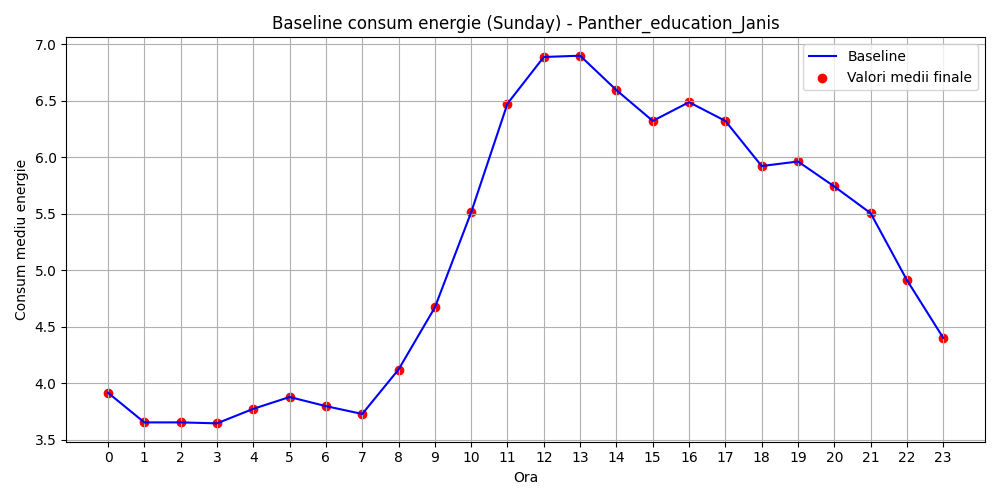 Baseline consum energie (Sunday) - Panther_education_Janis
Baseline
Valori medii finale
Consum mediu energie
7.0
6.5
6.0
5.5
5.0
4.5
4.0
3.5
0 1 2 3 4 5 6 7 8 9 10 11 12 13 14 15 16 17 18 19 20 21 22 23
Ora